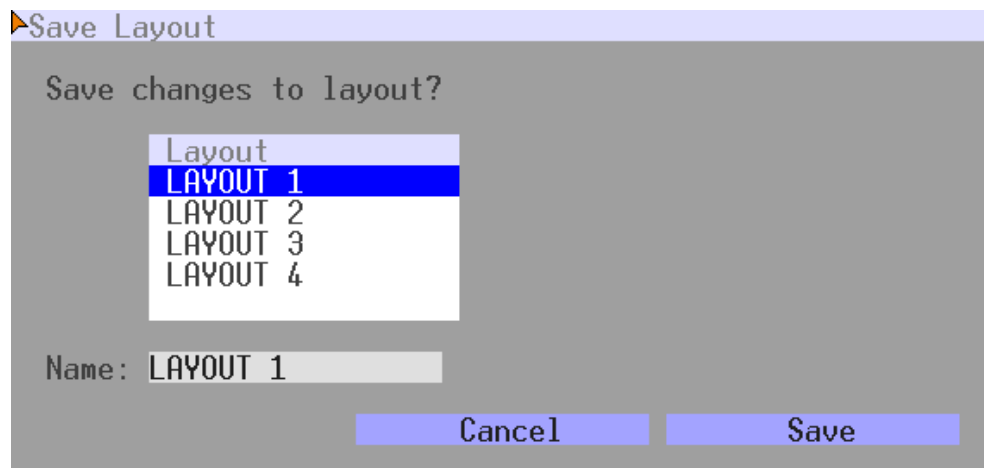 Save Layout
Save changes to layout?
Layout
LAYOUT 1
LAYOUT 2
LAYOUT 3
LAYOUT 4
Name: LAYOUT 1
Cancel Save